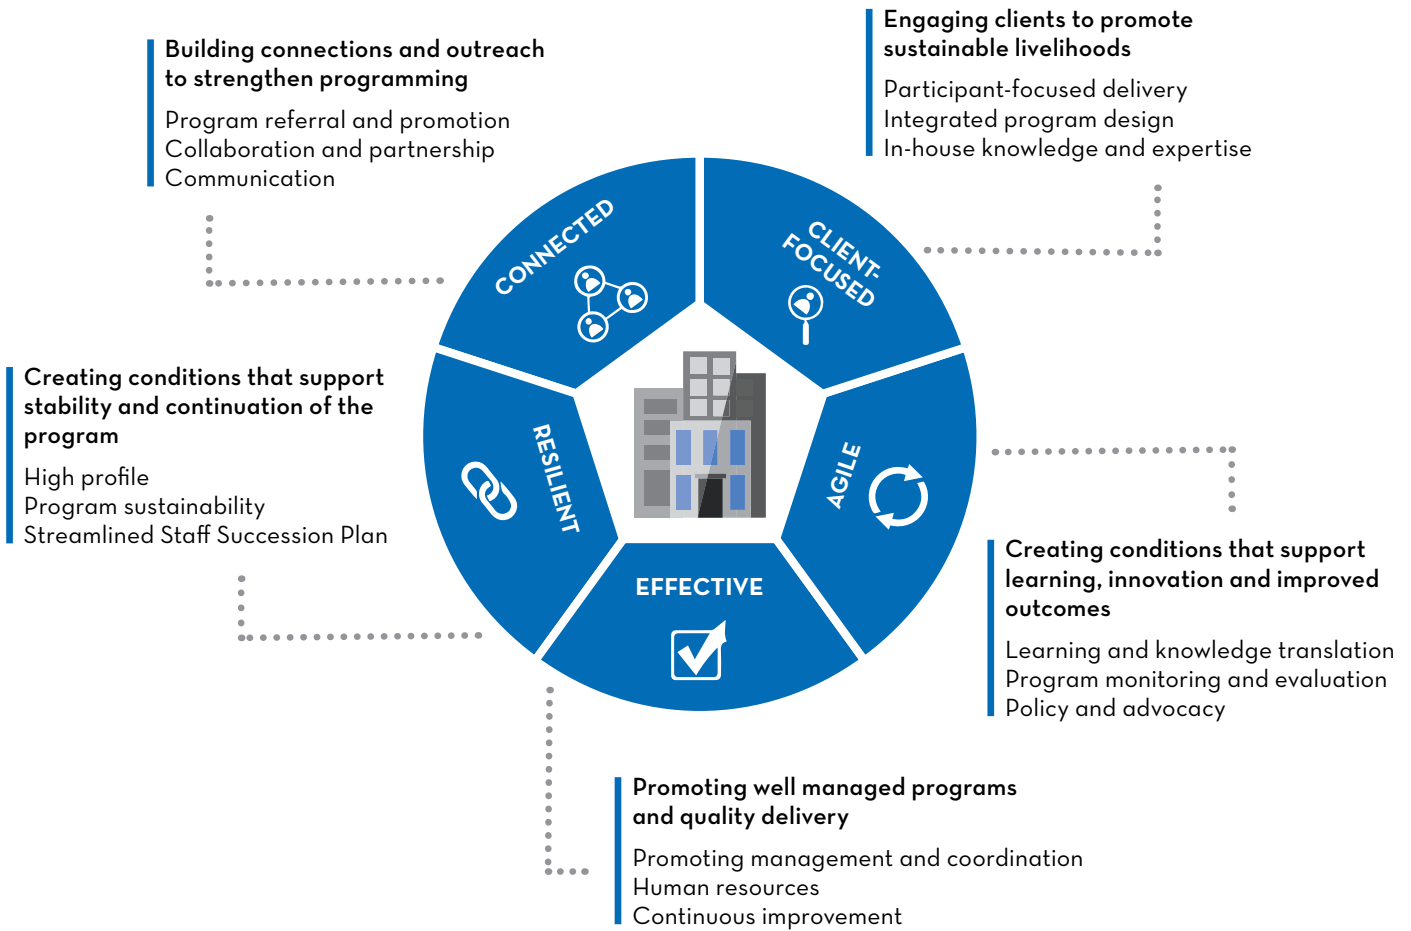 Engaging clients to promote
sustainable livelihoods
Participant-focused delivery
Integrated program design
In-house knowledge and expertise
Building connections and outreach
to strengthen programming
Program referral and promotion
Collaboration and partnership
Communication
CONNECTED
CLIENT-
FOCUSED
Creating conditions that support
stability and continuation of the
program
High profile
Program sustainability
Streamlined Staff Succession Plan
RESILIENT
AGILE
EFFECTIVE
Creating conditions that support
learning, innovation and improved
outcomes
Learning and knowledge translation
Program monitoring and evaluation
Policy and advocacy
Promoting well managed programs
and quality delivery
Promoting management and coordination
Human resources
Continuous improvement